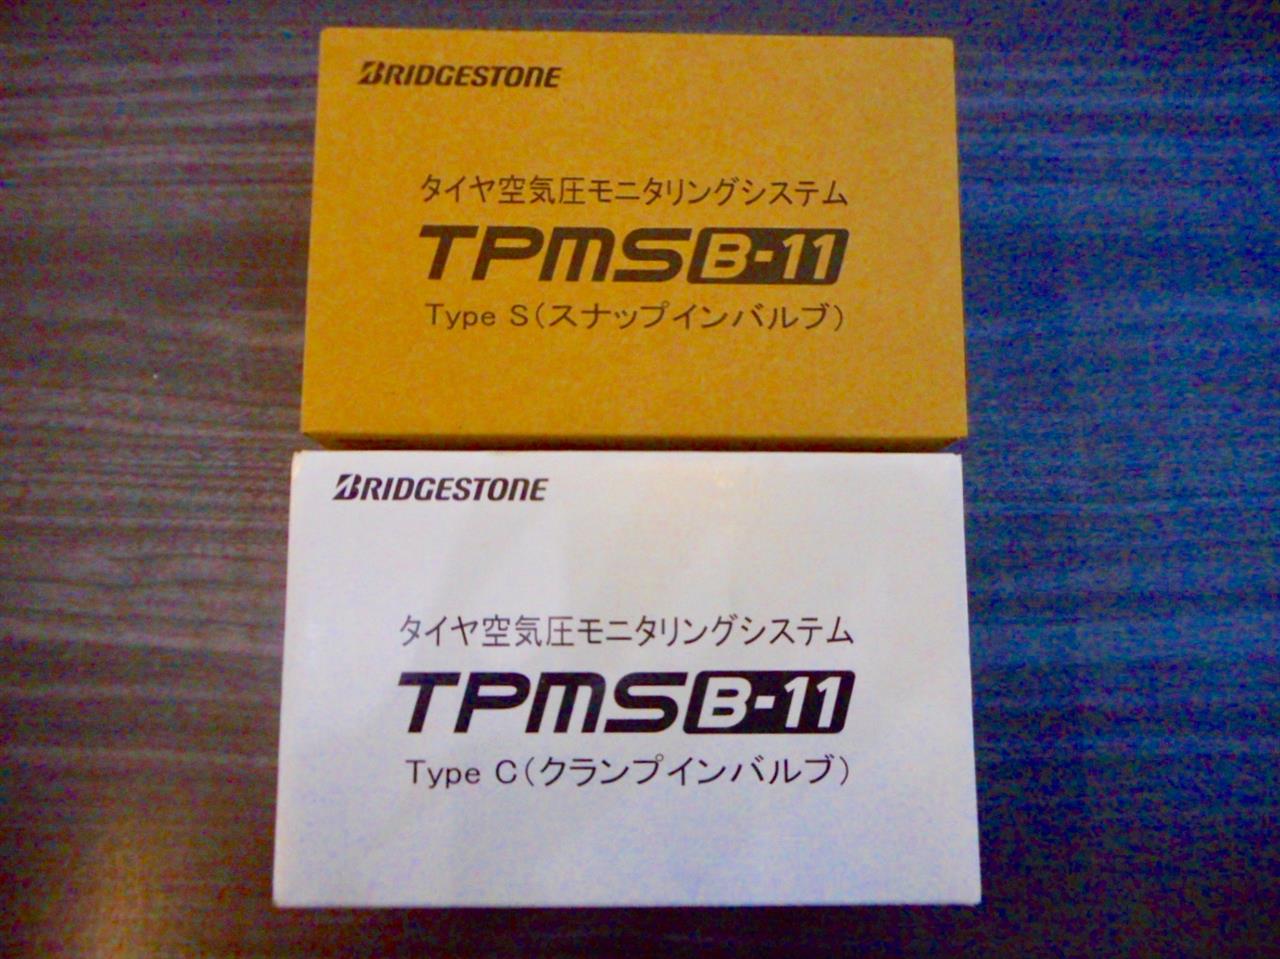 BRIDGESTONE
タイヤ空気圧モニタリングシステム
TPMS B-11
Type S(スナップインバルブ)
BRIDGESTONE
タイヤ空気圧モニタリングシステム
TPMS B-11
Type C(クランプインバルブ)